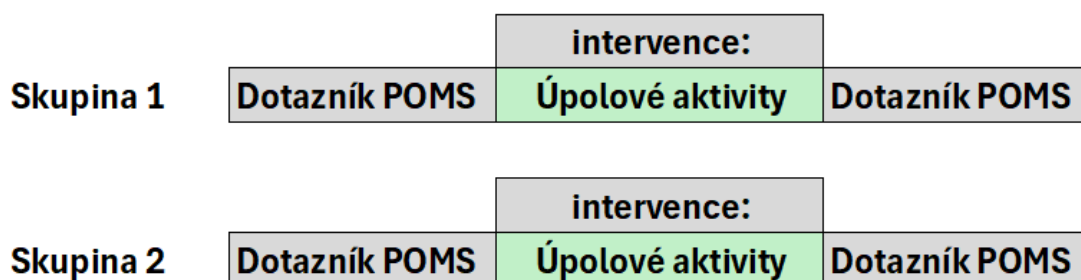 intervence:
Skupina 1 Dotazník POMS Úpolové aktivity Dotazník POMS
intervence:
Skupina 2 Dotazník POMS Úpolové aktivity Dotazník POMS